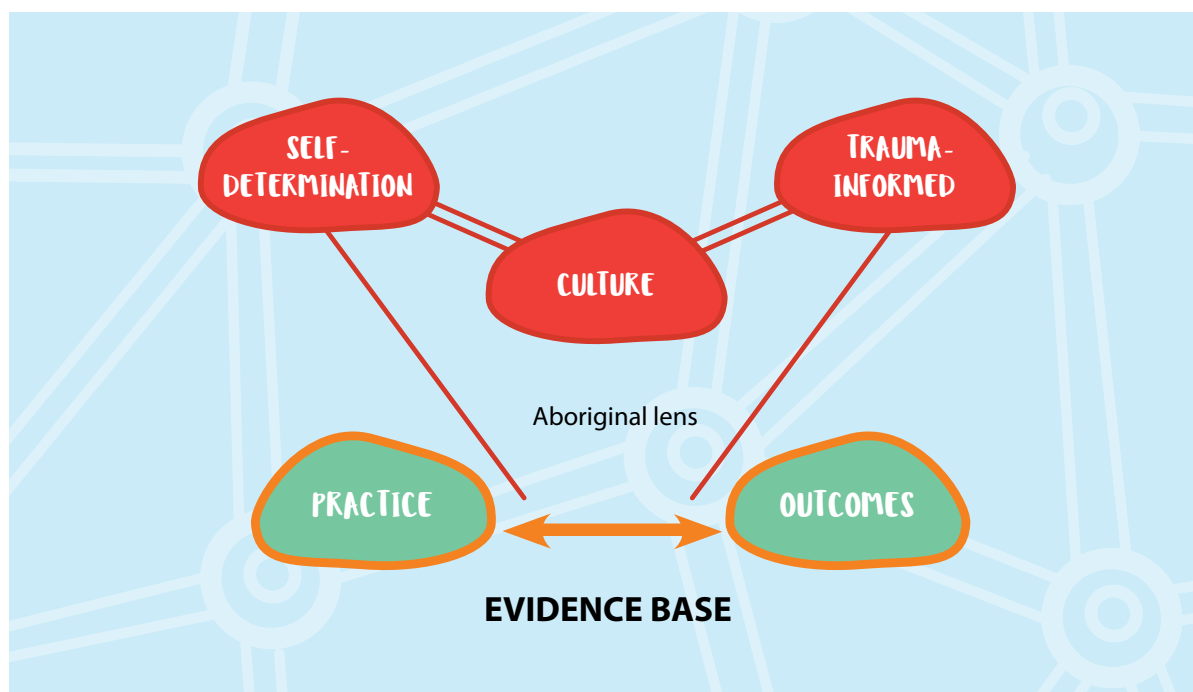 SELF-
DETERMINATION
TRAUMA-
INFORMED
CULTURE
Aboriginal lens
PRACTICE
OUTCOMES
EVIDENCE BASE